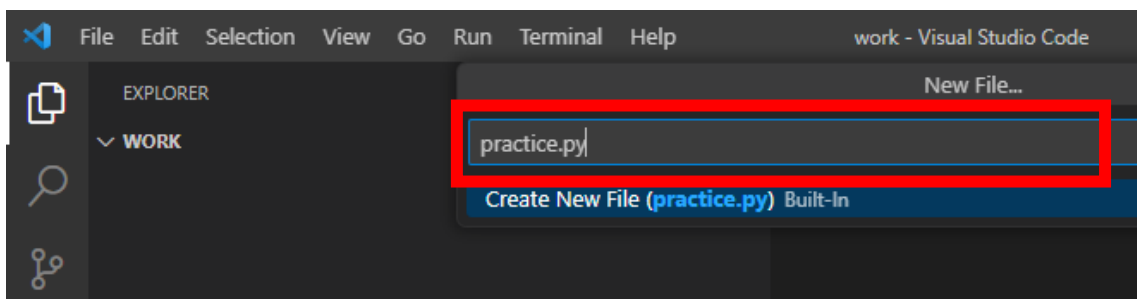 File Edit Selection View Go Run Terminal Help work - Visual Studio Code
EXPLORER
New File...
WORK
practice.py
Create New File (practice.py) Built-In